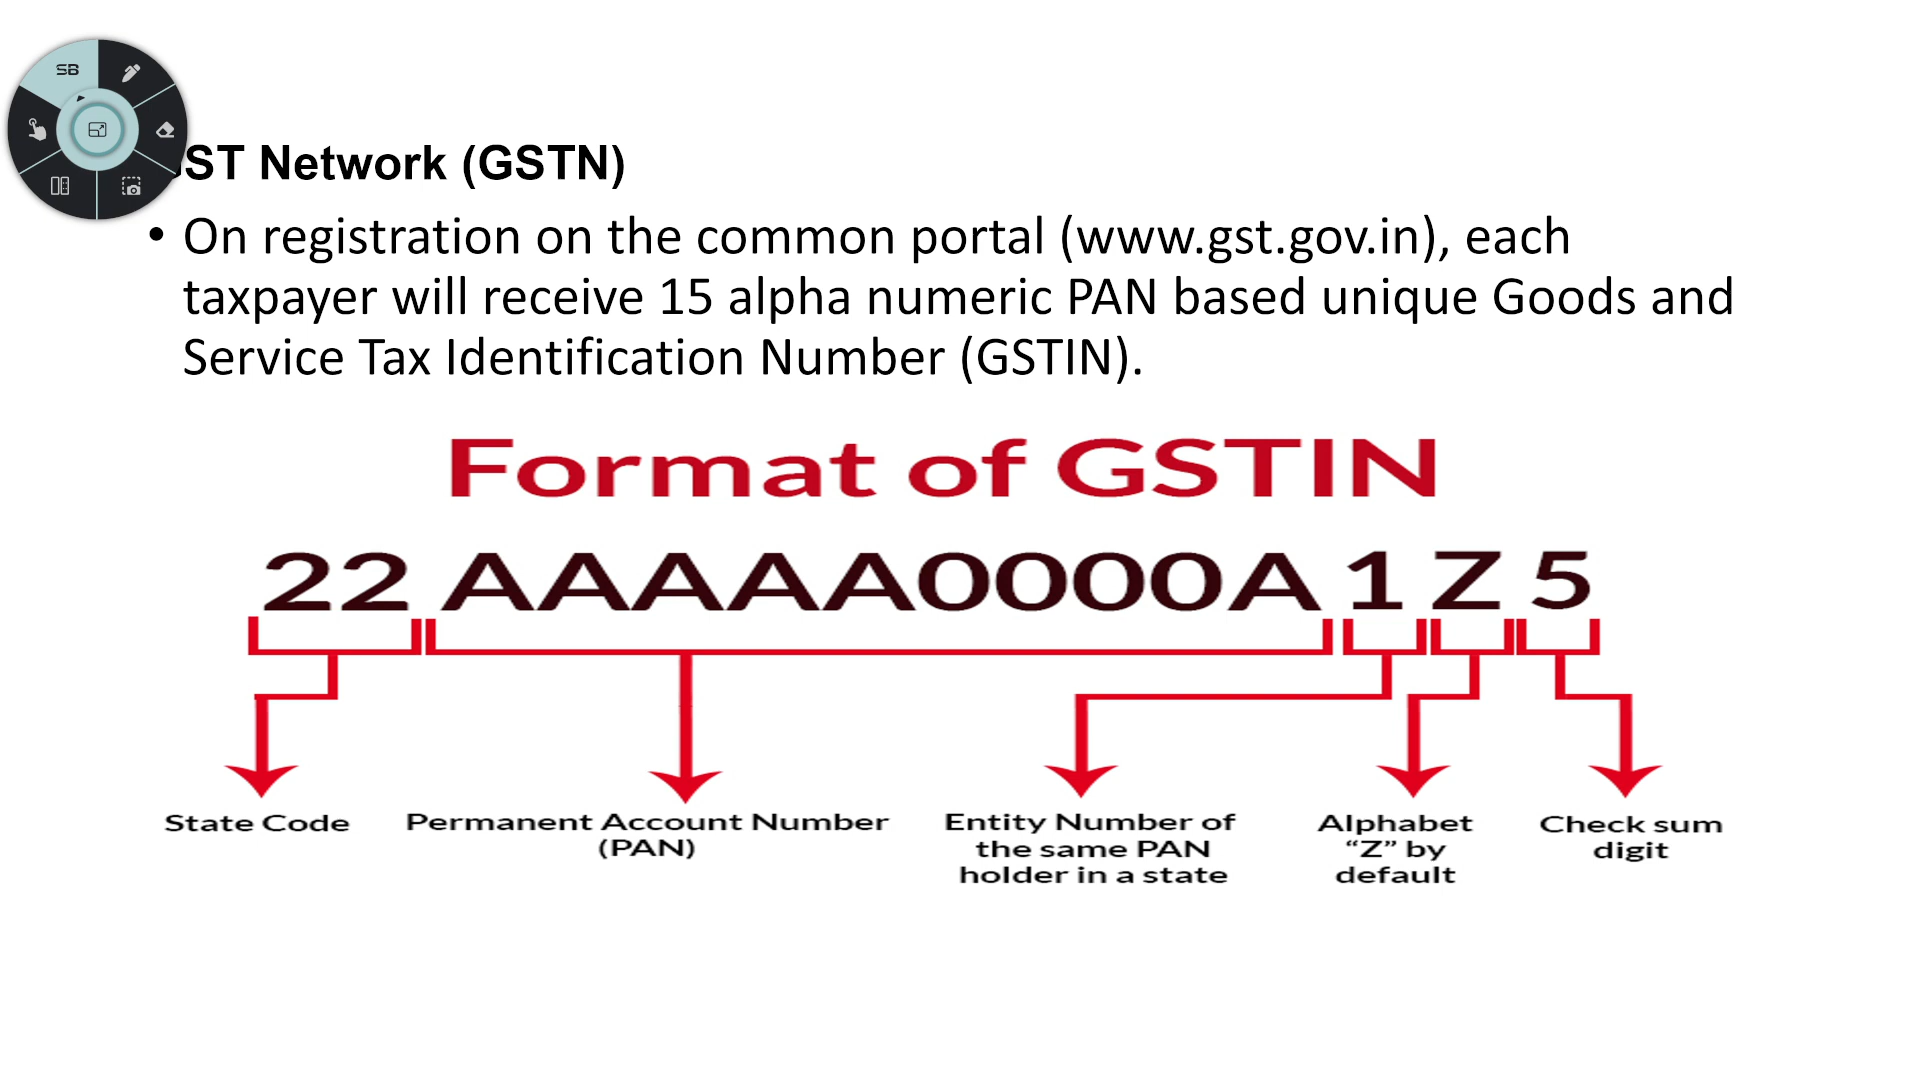 SB
ST Network (GSTN)
• On registration on the common portal (www.gst.gov.in), each
taxpayer will receive 15 alpha numeric PAN based unique Goods and
Service Tax Identification Number (GSTIN).
Format of GSTIN
22 AAAAA0000A 1 Z 5
State Code
Permanent Account Number
(PAN)
Entity Number of
the same PAN
holder in a state
Alphabet
“Z” by
default
Check sum
digit